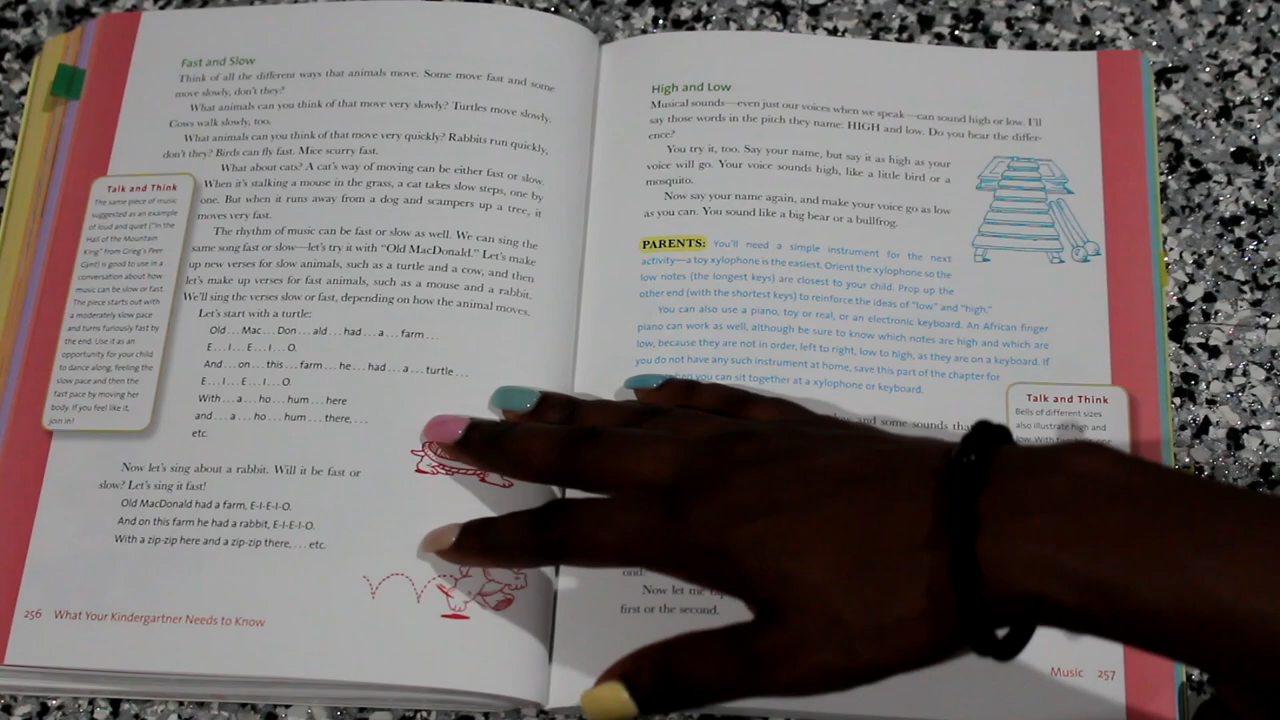 Fast and Slow
Think of all the different ways that animals move. Some move fast and some
move slowly, don't they?
What animals can you think of that move very slowly? Turtles move slowly.
Cows walk slowly, too.
What animals can you think of that move very quickly? Rabbits run quickly,
don't they? Birds can fly fast. Mice scurry fast.
What about cats? A cat's way of moving can be either fast or slow.
When it's stalking a mouse in the grass, a cat takes slow steps, one by
one. But when it runs away from a dog and scampers up a tree, it
moves very fast.
The rhythm of music can be fast or slow as well. We can sing the
same song fast or slow—let's try it with "Old MacDonald." Let's make
up new verses for slow animals, such as a turtle and a cow, and then
let's make up verses for fast animals, such as a mouse and a rabbit.
We'll sing the verses slow or fast, depending on how the animal moves.
Let's start with a turtle:
Old . . . Mac . . . Don . . . ald . . . had . . . a . . . farm . . .
E . . . I . . . E . . . I . . . O.
And . . . on . . . this . . . farm . . . he . . . had . . . a . . . turtle . . .
E . . . I . . . E . . . I . . . O.
With . . . a . . . ho . . . hum . . . here
and . . . a . . . ho . . . hum . . . there, . . .
etc.
Now let's sing about a rabbit. Will it be fast or
slow? Let's sing it fast!
Old MacDonald had a farm, E-I-E-I-O.
And on this farm he had a rabbit, E-I-E-I-O.
With a zip-zip here and a zip-zip there, . . . etc.
Talk and Think
The same piece of music
suggested as an example
of loud and quiet ("In the
Hall of the Mountain
King" from Grieg's Peer
Gynt) is good to use in a
conversation about how
music can be slow or fast.
The piece starts out with
a moderately slow pace
and turns furiously fast by
the end. Use it as an
opportunity for your child
to dance along, feeling the
slow pace and then the
fast pace by moving her
body. If you feel like it,
join in!
256 What Your Kindergartner Needs to Know
High and Low
Musical sounds—even just our voices when we speak—can sound high or low. I'll
say those words in the pitch they name: HIGH and low. Do you hear the differ-
ence?
You try it, too. Say your name, but say it as high as your
voice will go. Your voice sounds high, like a little bird or a
mosquito.
Now say your name again, and make your voice go as low
as you can. You sound like a big bear or a bullfrog.
PARENTS: You'll need a simple instrument for the next
activity—a toy xylophone is the easiest. Orient the xylophone so the
low notes (the longest keys) are closest to your child. Prop up the
other end (with the shortest keys) to reinforce the ideas of "low" and "high."
You can also use a piano, toy or real, or an electronic keyboard. An African finger
piano can work as well, although be sure to know which notes are high and which are
low, because they are not in order, left to right, low to high, as they are on a keyboard. If
you do not have any such instrument at home, save this part of the chapter for
you can sit together at a xylophone or keyboard.
and some sounds
Talk and Think
Bells of different sizes
also illustrate high and
low. With
Now let me
first or the second.
Music 257